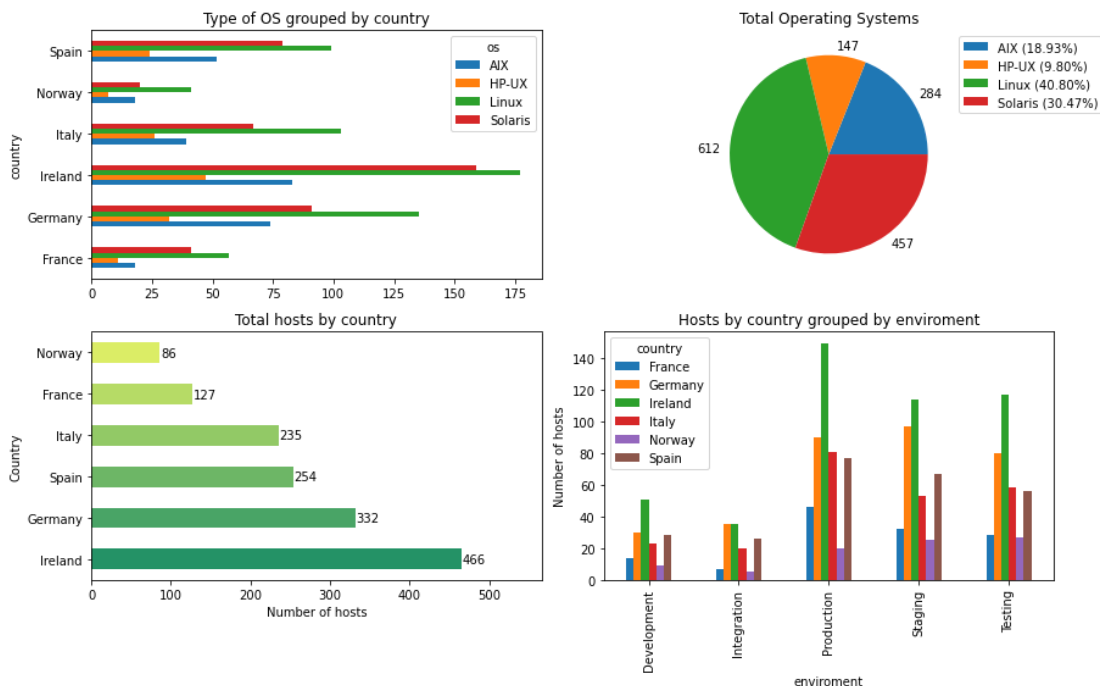 Type of OS grouped by country
country
Spain
Norway
Italy
Ireland
Germany
France
0 25 50 75 100 125 150 175
os
AIX
HP-UX
Linux
Solaris
Total Operating Systems
147
284
612
457
AIX (18.93%)
HP-UX (9.80%)
Linux (40.80%)
Solaris (30.47%)
Total hosts by country
Country
Norway 86
France 127
Italy 235
Spain 254
Germany 332
Ireland 466
0 100 200 300 400 500
Number of hosts
Hosts by country grouped by enviroment
Number of hosts
140
120
100
80
60
40
20
0
country
France
Germany
Ireland
Italy
Norway
Spain
Development
Integration
Production
Staging
Testing
enviroment